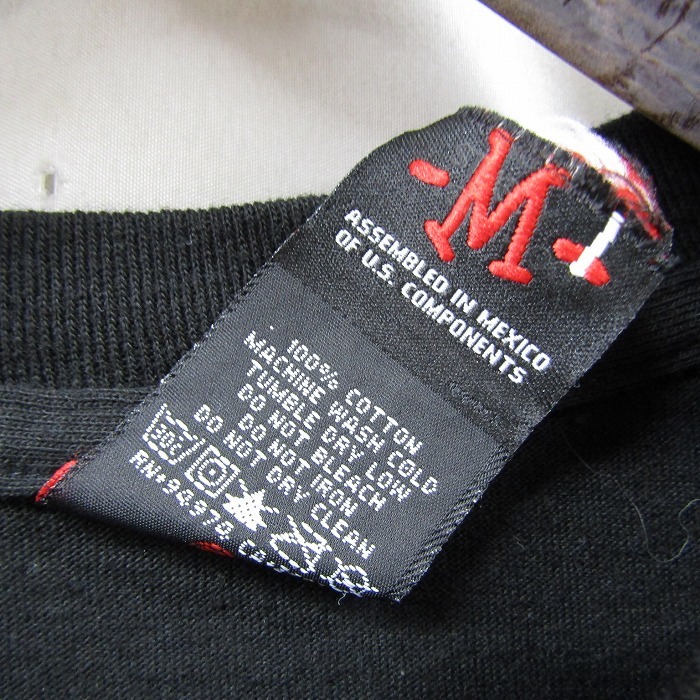 -M-
ASSEMBLED IN MEXICO
OF U.S. COMPONENTS
100% COTTON
MACHINE WASH COLD
TUMBLE DRY LOW
DO NOT BLEACH
DO NOT IRON
DO NOT DRY CLEAN